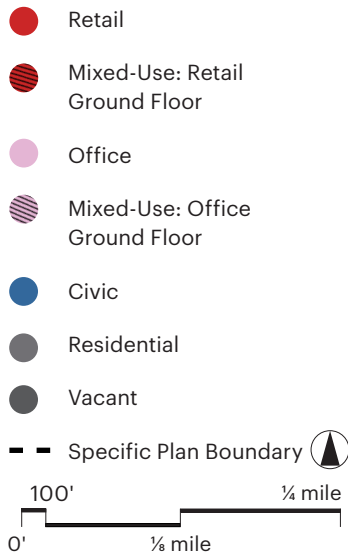 Retail
Mixed-Use: Retail
Ground Floor
Office
Mixed-Use: Office
Ground Floor
Civic
Residential
Vacant
Specific Plan Boundary
100' ¼ mile
0' ⅛ mile